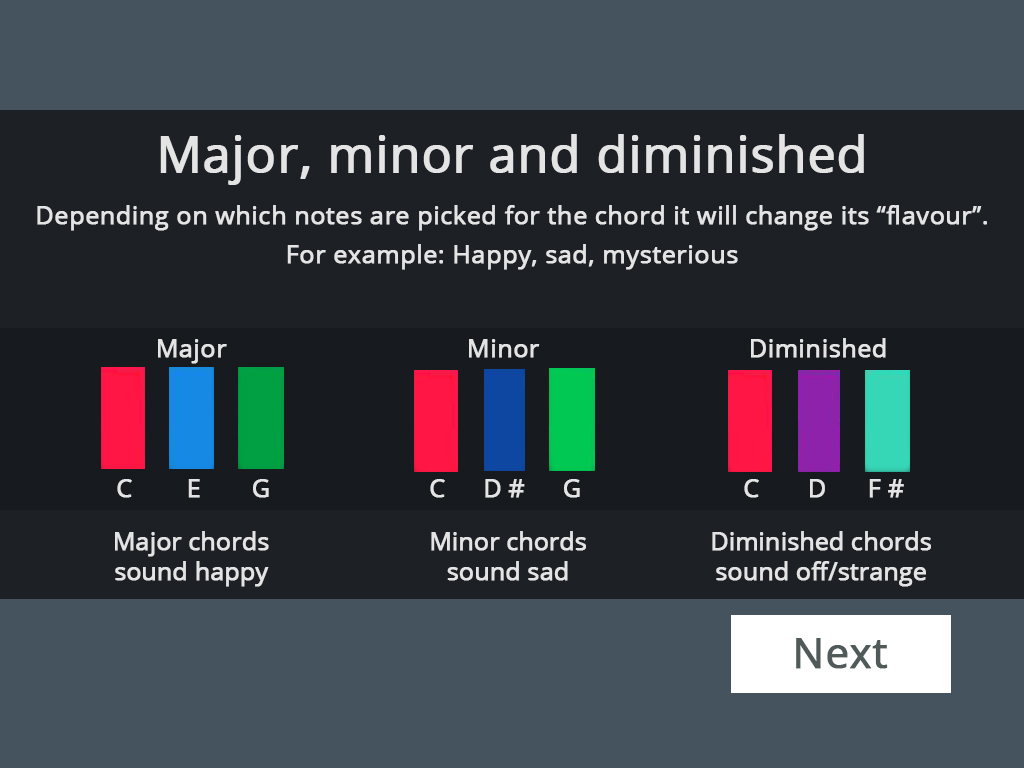 Major, minor and diminished
Depending on which notes are picked for the chord it will change its “flavour”.
For example: Happy, sad, mysterious
Major
Minor
Diminished
C E G
C D # G
C D F #
Major chords
sound happy
Minor chords
sound sad
Diminished chords
sound off/strange
Next